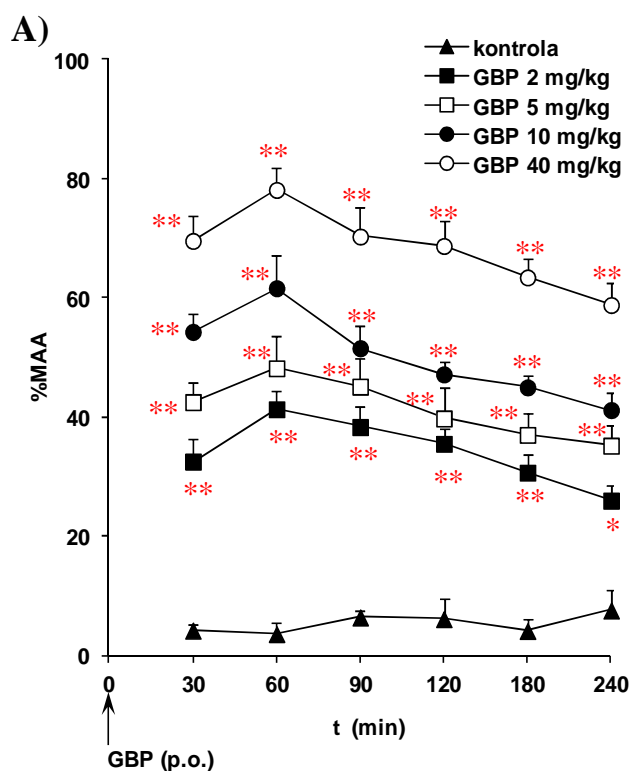 A)
kontrola
GBP 2 mg/kg
GBP 5 mg/kg
GBP 10 mg/kg
GBP 40 mg/kg
100
80
60
40
20
0
%MAA
** ** ** ** ** **
** ** ** ** ** **
** ** ** ** ** **
** ** ** ** ** *
0 30 60 90 120 180 240
t (min)
GBP (p.o.)